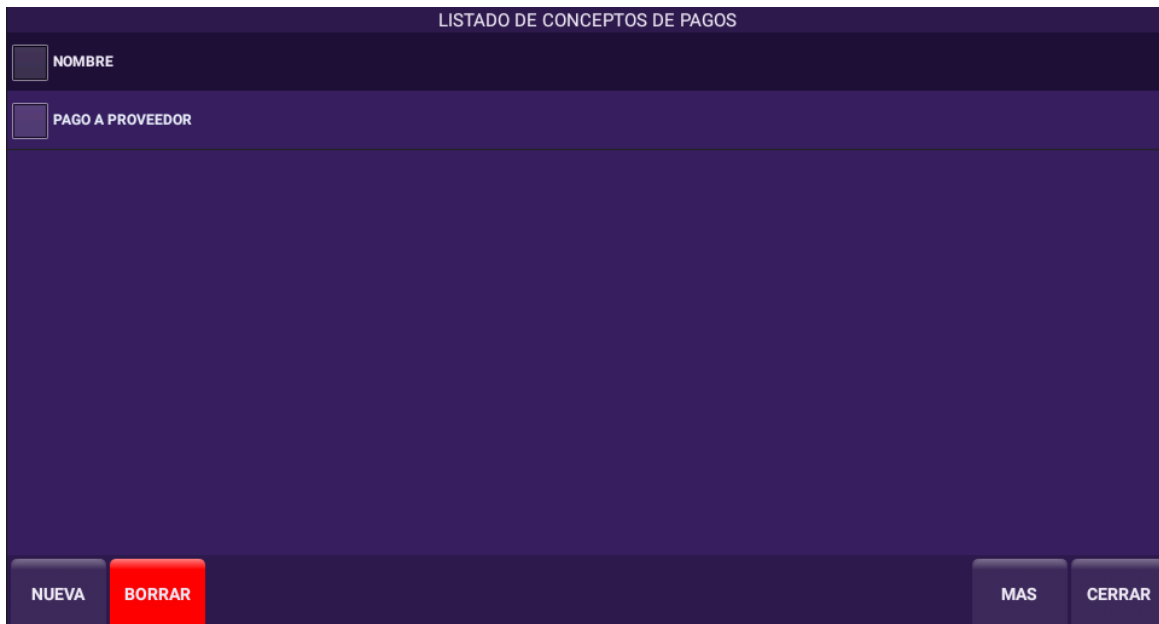 LISTADO DE CONCEPTOS DE PAGOS
NOMBRE
PAGO A PROVEEDOR
NUEVA BORRAR MAS CERRAR